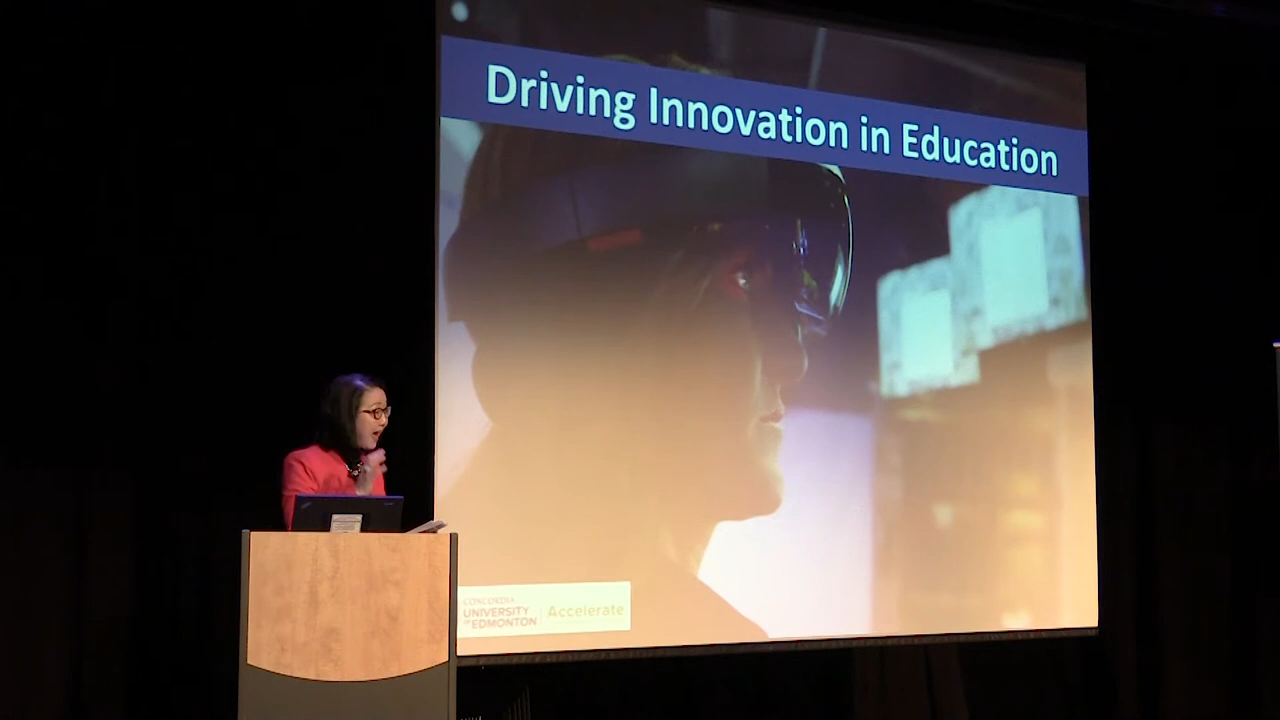 Driving Innovation in Education
CONCORDIA
UNIVERSITY
OF EDMONTON
Accelerate